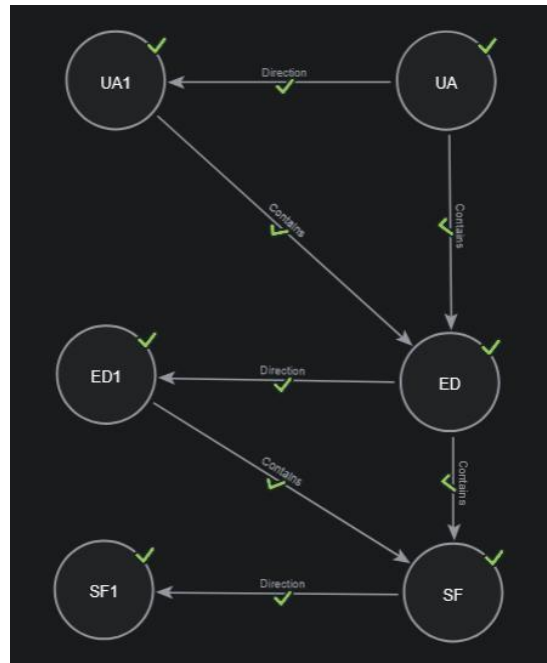 UA1
Direction
UA
Contains
Contains
ED1
Direction
ED
Contains
Contains
SF1
Direction
SF